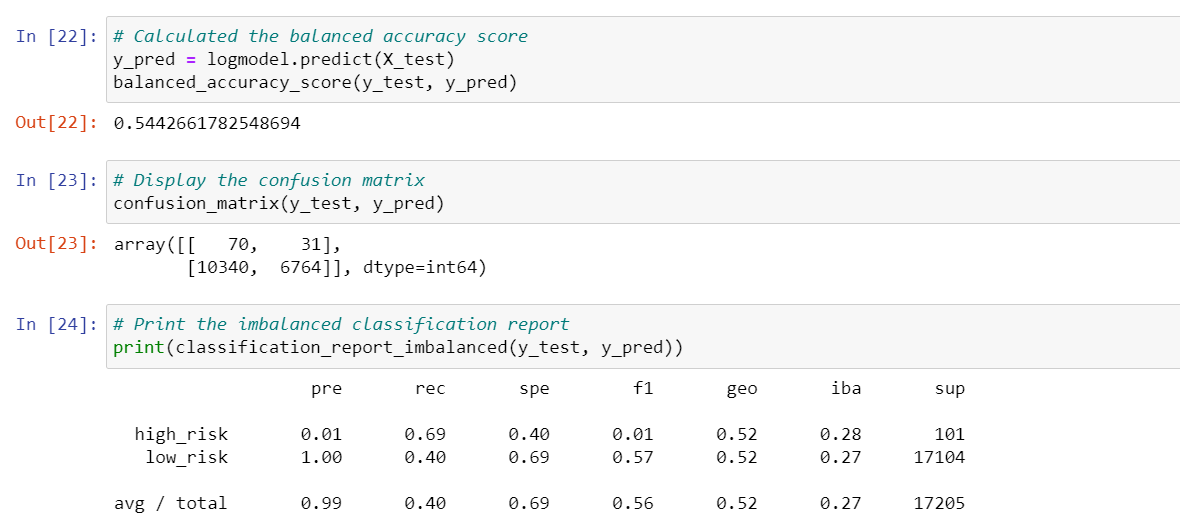 In [22]: # Calculated the balanced accuracy score
y_pred = logmodel.predict(X_test)
balanced_accuracy_score(y_test, y_pred)
Out[22]: 0.5442661782548694
In [23]: # Display the confusion matrix
confusion_matrix(y_test, y_pred)
Out[23]: array([[   70,    31],
       [10340,  6764]], dtype=int64)
In [24]: # Print the imbalanced classification report
print(classification_report_imbalanced(y_test, y_pred))
pre rec spe f1 geo iba sup
high_risk 0.01 0.69 0.40 0.01 0.52 0.28 101
low_risk 1.00 0.40 0.69 0.57 0.52 0.27 17104
avg / total 0.99 0.40 0.69 0.56 0.52 0.27 17205